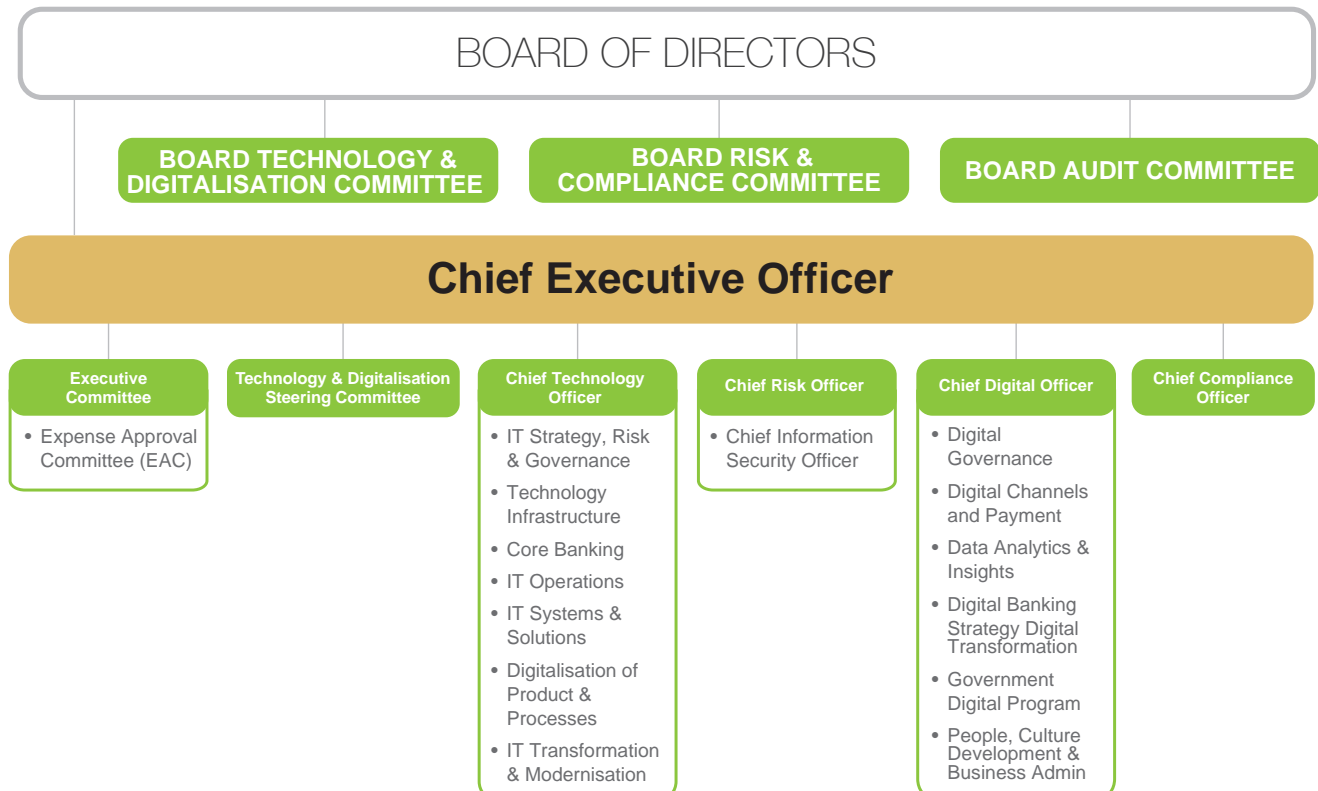 BOARD OF DIRECTORS
BOARD TECHNOLOGY &
DIGITALISATION COMMITTEE
BOARD RISK &
COMPLIANCE COMMITTEE
BOARD AUDIT COMMITTEE
Chief Executive Officer
Executive
Committee
• Expense Approval
Committee (EAC)
Technology & Digitalisation
Steering Committee
Chief Technology
Officer
• IT Strategy, Risk
& Governance
• Technology
Infrastructure
• Core Banking
• IT Operations
• IT Systems &
Solutions
• Digitalisation of
Product &
Processes
• IT Transformation
& Modernisation
Chief Risk Officer
• Chief Information
Security Officer
Chief Digital Officer
• Digital
Governance
• Digital Channels
and Payment
• Data Analytics &
Insights
• Digital Banking
Strategy Digital
Transformation
• Government
Digital Program
• People, Culture
Development &
Business Admin
Chief Compliance
Officer